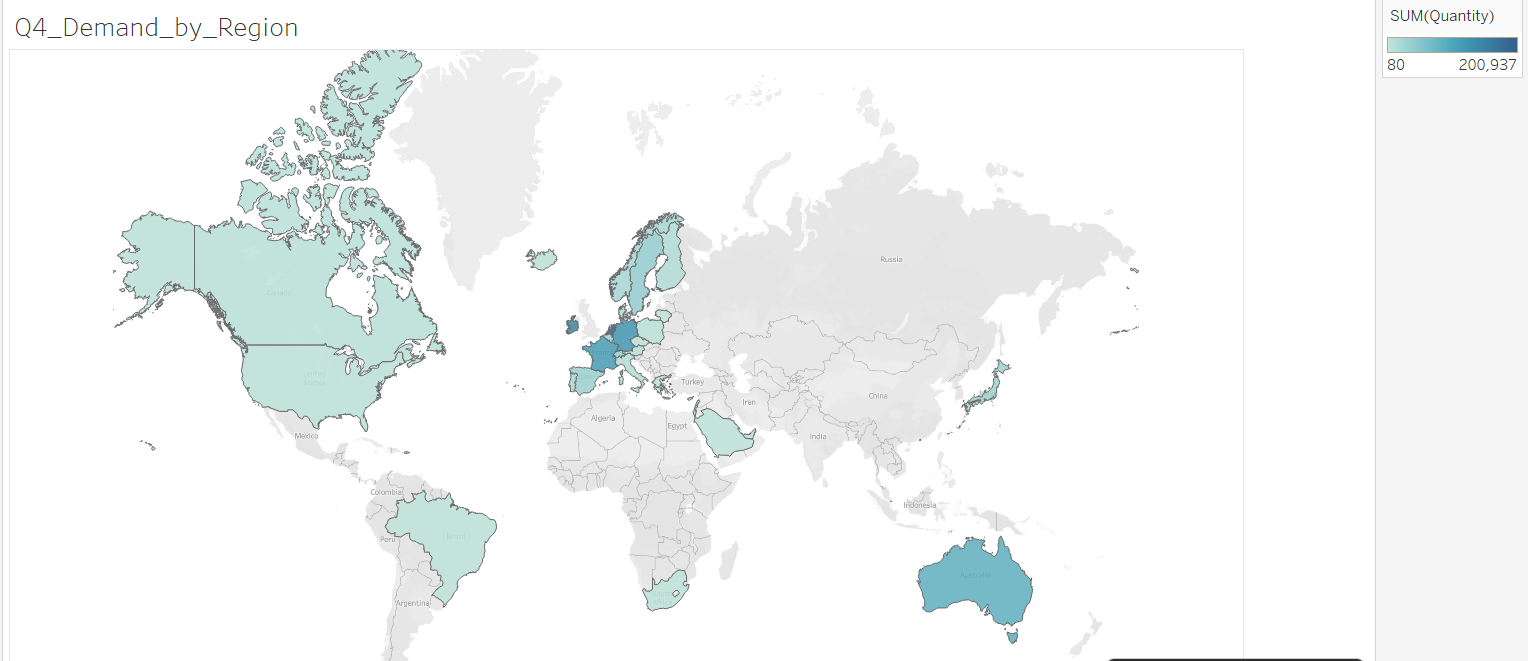 Q4_Demand_by_Region
SUM(Quantity)
80 200,937
Russia
Canada
United
States
Turkey
China
Iran
Algeria
Egypt
India
Mexico
Colombia
Indonesia
Brazil
Peru
Australia
Argentina